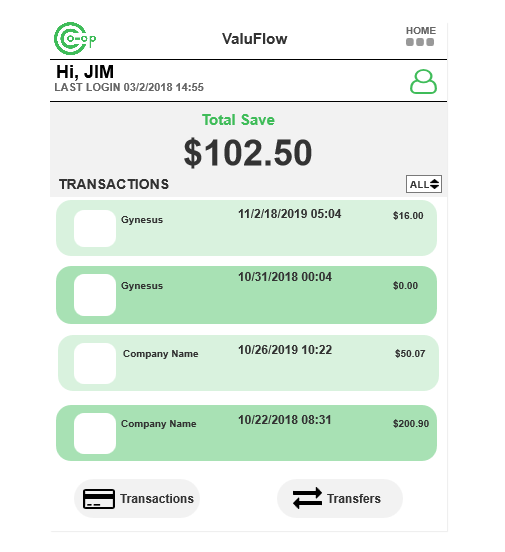 Co-op
ValuFlow
HOME
Hi, JIM
LAST LOGIN 03/2/2018 14:55
Total Save
$102.50
TRANSACTIONS
ALL
Gynesus 11/2/18/2019 05:04 $16.00
Gynesus 10/31/2018 00:04 $0.00
Company Name 10/26/2019 10:22 $50.07
Company Name 10/22/2018 08:31 $200.90
Transactions
Transfers